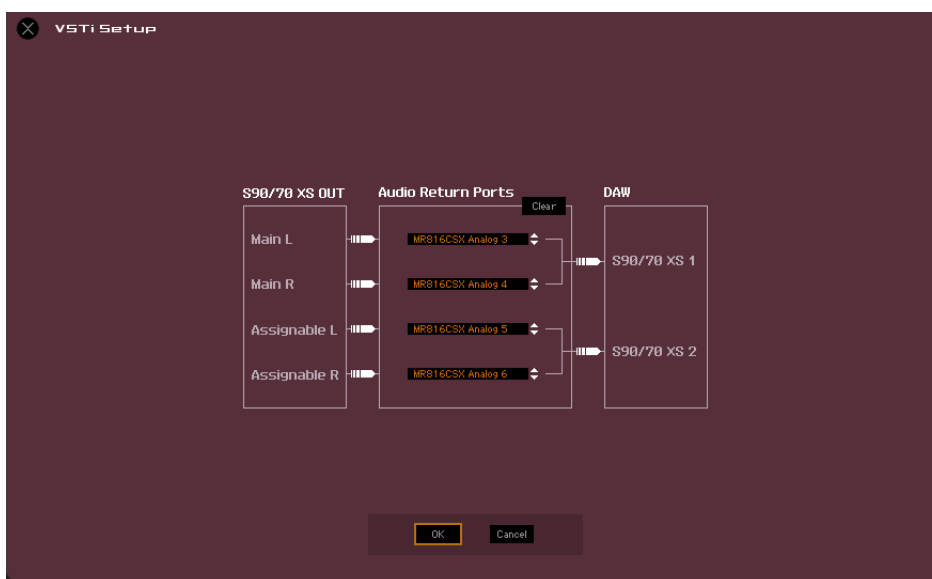 VSTi Setup
S90/70 XS OUT
Audio Return Ports
DAW
Clear
Main L
MR816CSX Analog 3
S90/70 XS 1
Main R
MR816CSX Analog 4
Assignable L
MR816CSX Analog 5
S90/70 XS 2
Assignable R
MR816CSX Analog 6
OK
Cancel